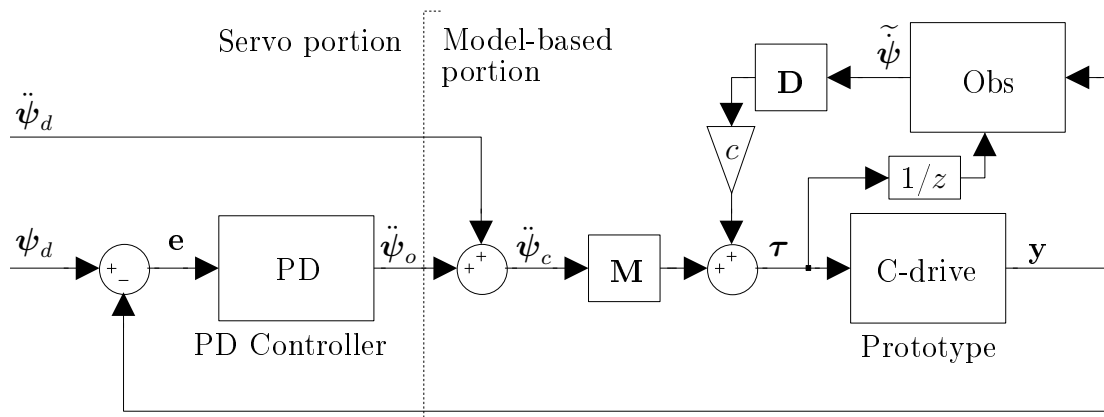 Servo portion
Model-based
portion
ψ̈_d
ψ̃̇
D
Obs
c
1/z
ψ_d
+
−
e
PD
ψ̈_o
+
+
ψ̈_c
M
+
+
τ
C-drive
y
PD Controller
Prototype